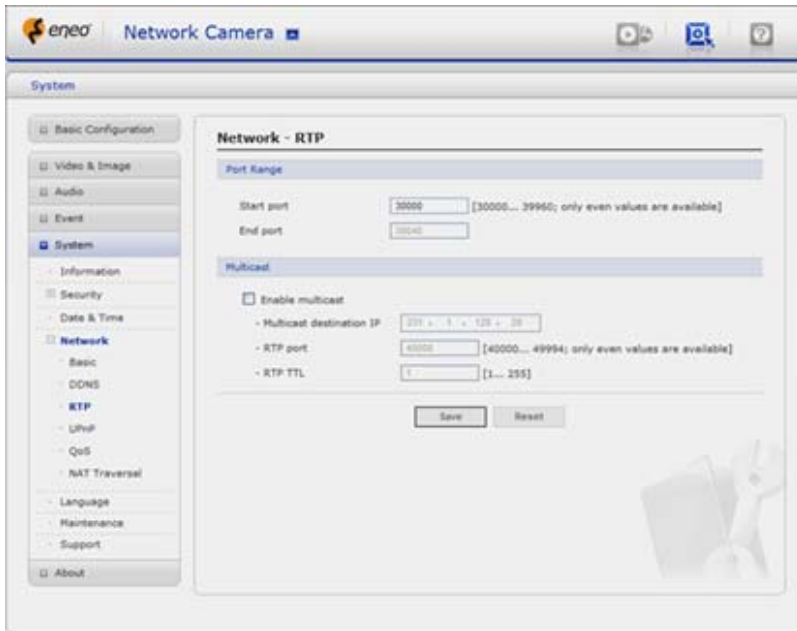 eneo Network Camera
System
Basic Configuration
Video & Image
Audio
Event
System
Information
Security
Date & Time
Network
Basic
DDNS
RTP
UPnP
QoS
NAT Traversal
Language
Maintenance
Support
About
Network - RTP
Port Range
Start port 30000 [30000... 39960; only even values are available]
End port
Multicast
Enable multicast
- Multicast destination IP
- RTP port 40000 [40000... 49994; only even values are available]
- RTP TTL 1 [1... 255]
Save Reset